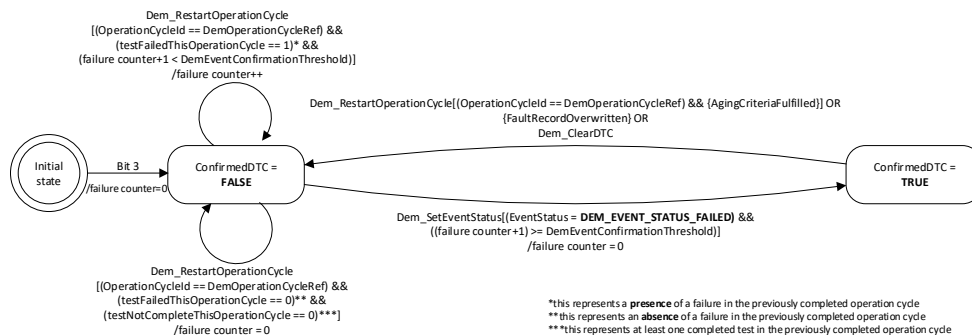 Dem_RestartOperationCycle
[(OperationCycleId == DemOperationCycleRef) &&
(testFailedThisOperationCycle == 1)* &&
(failure counter+1 < DemEventConfirmationThreshold)]
/failure counter++
Dem_RestartOperationCycle[(OperationCycleId == DemOperationCycleRef) && {AgingCriteriaFulfilled}] OR
{FaultRecordOverwritten} OR
Dem_ClearDTC
Initial
state
Bit 3
/failure counter=0
ConfirmedDTC =
FALSE
ConfirmedDTC =
TRUE
Dem_SetEventStatus[(EventStatus = DEM_EVENT_STATUS_FAILED) &&
((failure counter+1) >= DemEventConfirmationThreshold)]
/failure counter = 0
Dem_RestartOperationCycle
[(OperationCycleId == DemOperationCycleRef) &&
(testFailedThisOperationCycle == 0)** &&
(testNotCompleteThisOperationCycle == 0)***]
/failure counter = 0
*this represents a presence of a failure in the previously completed operation cycle
**this represents an absence of a failure in the previously completed operation cycle
***this represents at least one completed test in the previously completed operation cycle